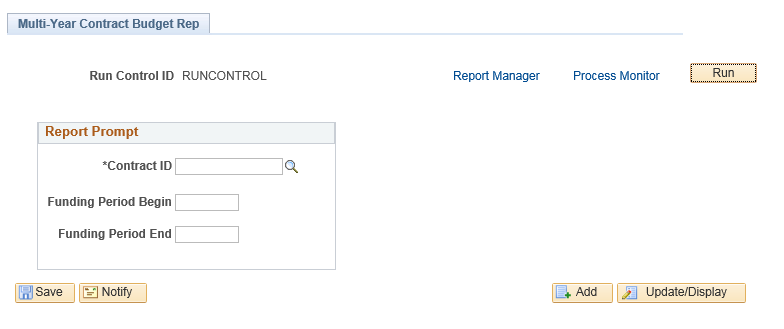 Multi-Year Contract Budget Rep
Run Control ID RUNCONTROL Report Manager Process Monitor Run
Report Prompt
*Contract ID
Funding Period Begin
Funding Period End
Save Notify Add Update/Display